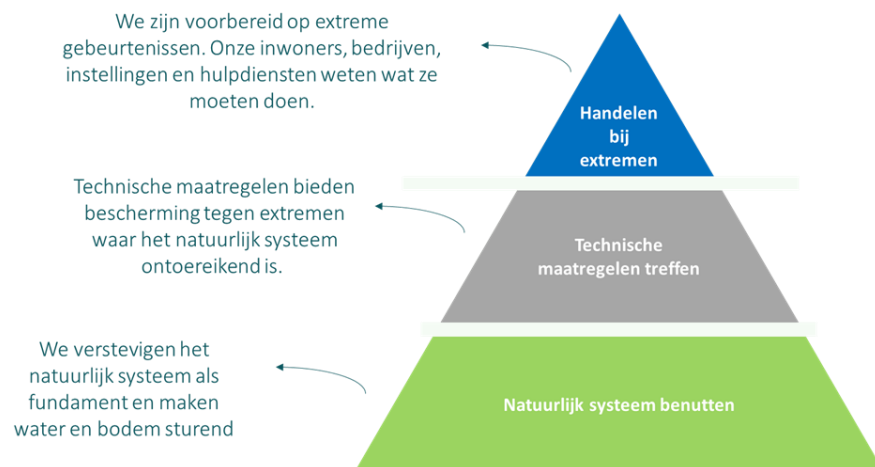 We zijn voorbereid op extreme
gebeurtenissen. Onze inwoners, bedrijven,
instellingen en hulpdiensten weten wat ze
moeten doen.
Handelen
bij
extremen
Technische maatregelen bieden
bescherming tegen extremen
waar het natuurlijk systeem
ontoereikend is.
Technische
maatregelen treffen
We verstevigen het
natuurlijk systeem als
fundament en maken
water en bodem sturend
Natuurlijk systeem benutten